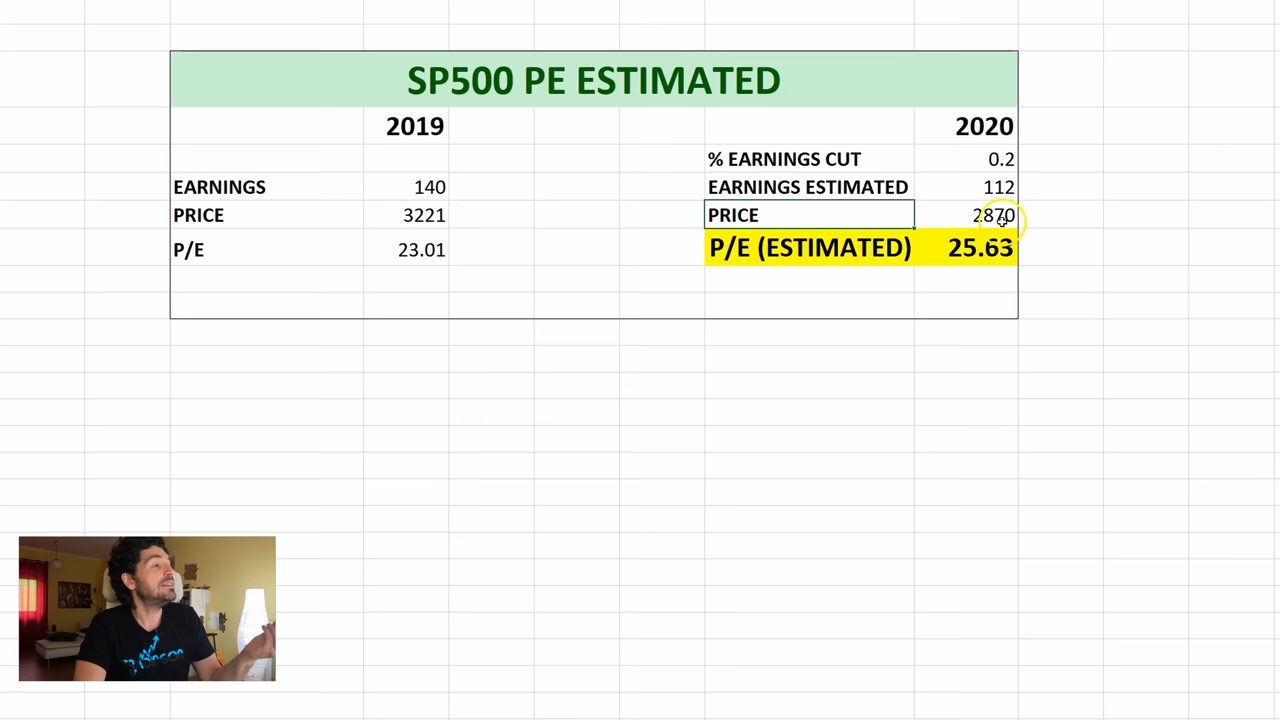 SP500 PE ESTIMATED
2019 2020
% EARNINGS CUT 0.2
EARNINGS 140 EARNINGS ESTIMATED 112
PRICE 3221 PRICE 2870
P/E 23.01 P/E (ESTIMATED) 25.63